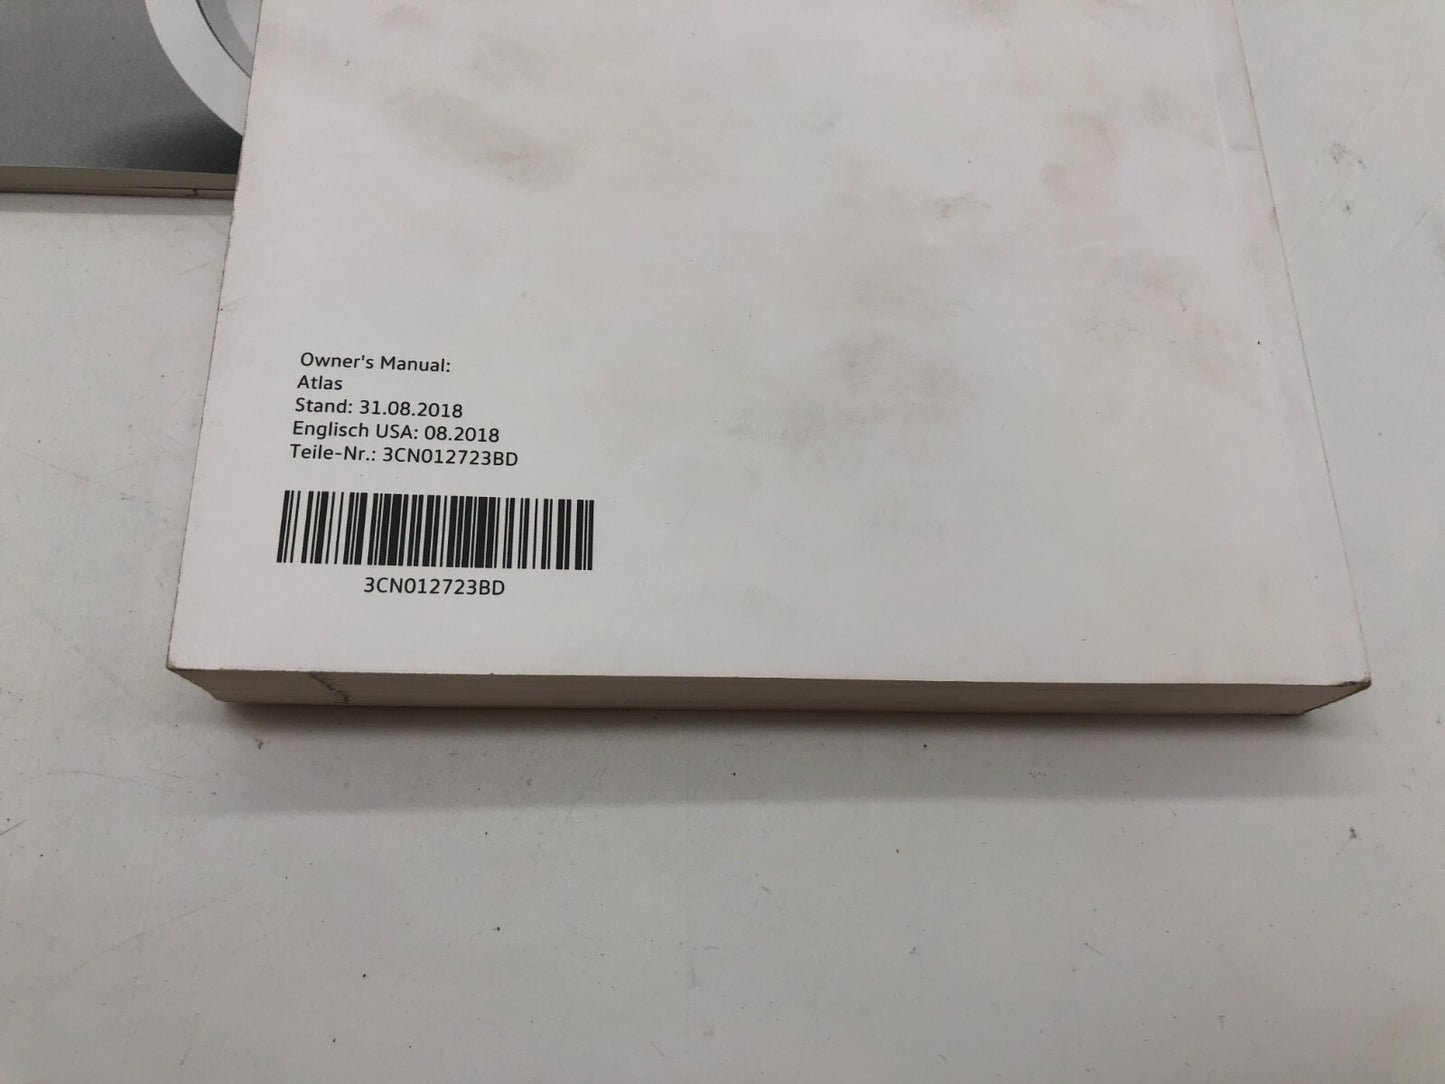 Owner's Manual:
Atlas
Stand: 31.08.2018
Englisch USA: 08.2018
Teile-Nr.: 3CN012723BD
3CN012723BD